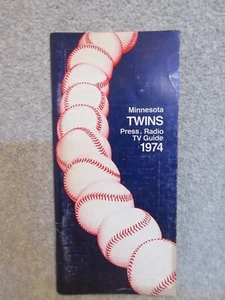 Minnesota
TWINS
Press, Radio
TV Guide
1974